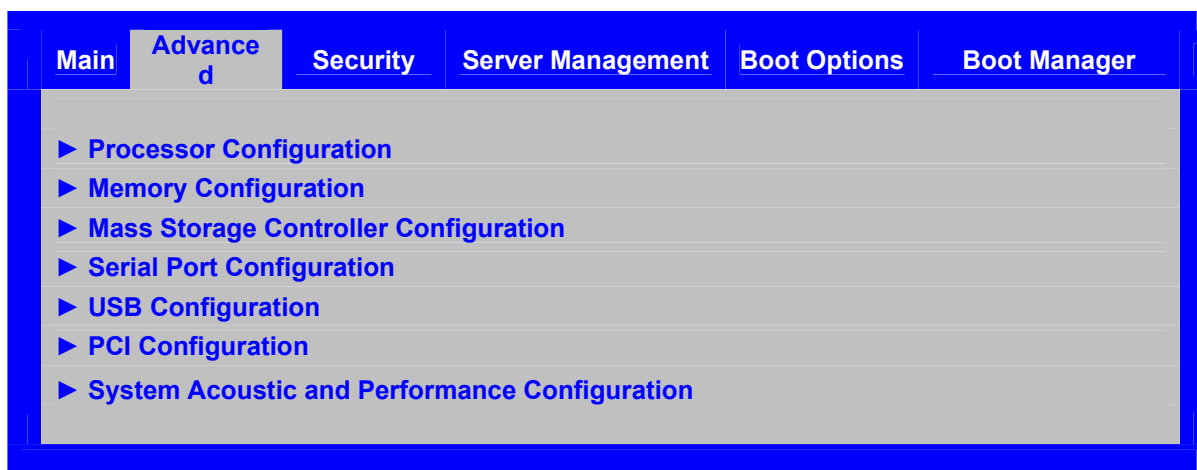 Main Advance
d Security Server Management Boot Options Boot Manager
► Processor Configuration
► Memory Configuration
► Mass Storage Controller Configuration
► Serial Port Configuration
► USB Configuration
► PCI Configuration
► System Acoustic and Performance Configuration